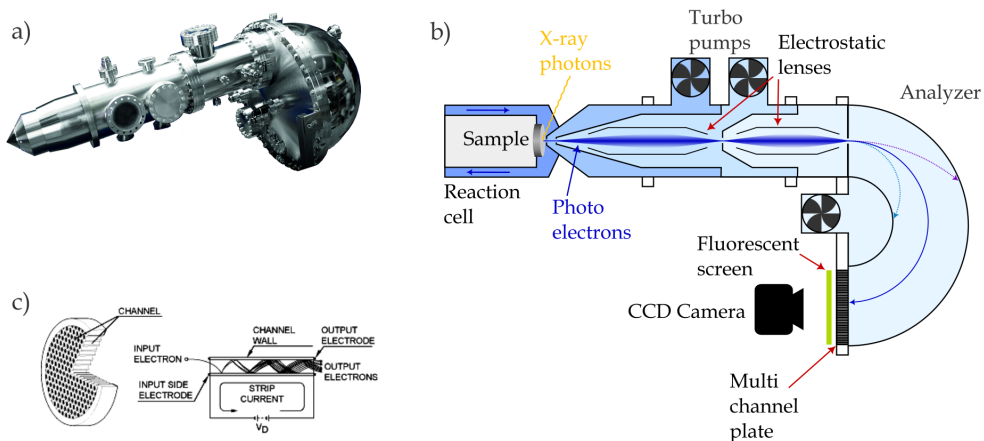 a)
b)
X-ray
photons
Turbo
pumps
Electrostatic
lenses
Analyzer
Sample
Reaction
cell
Photo
electrons
Fluorescent
screen
CCD Camera
Multi
channel
plate
c)
CHANNEL
CHANNEL
WALL
OUTPUT
ELECTRODE
INPUT
ELECTRON
OUTPUT
ELECTRONS
INPUT SIDE
ELECTRODE
STRIP
CURRENT
VD